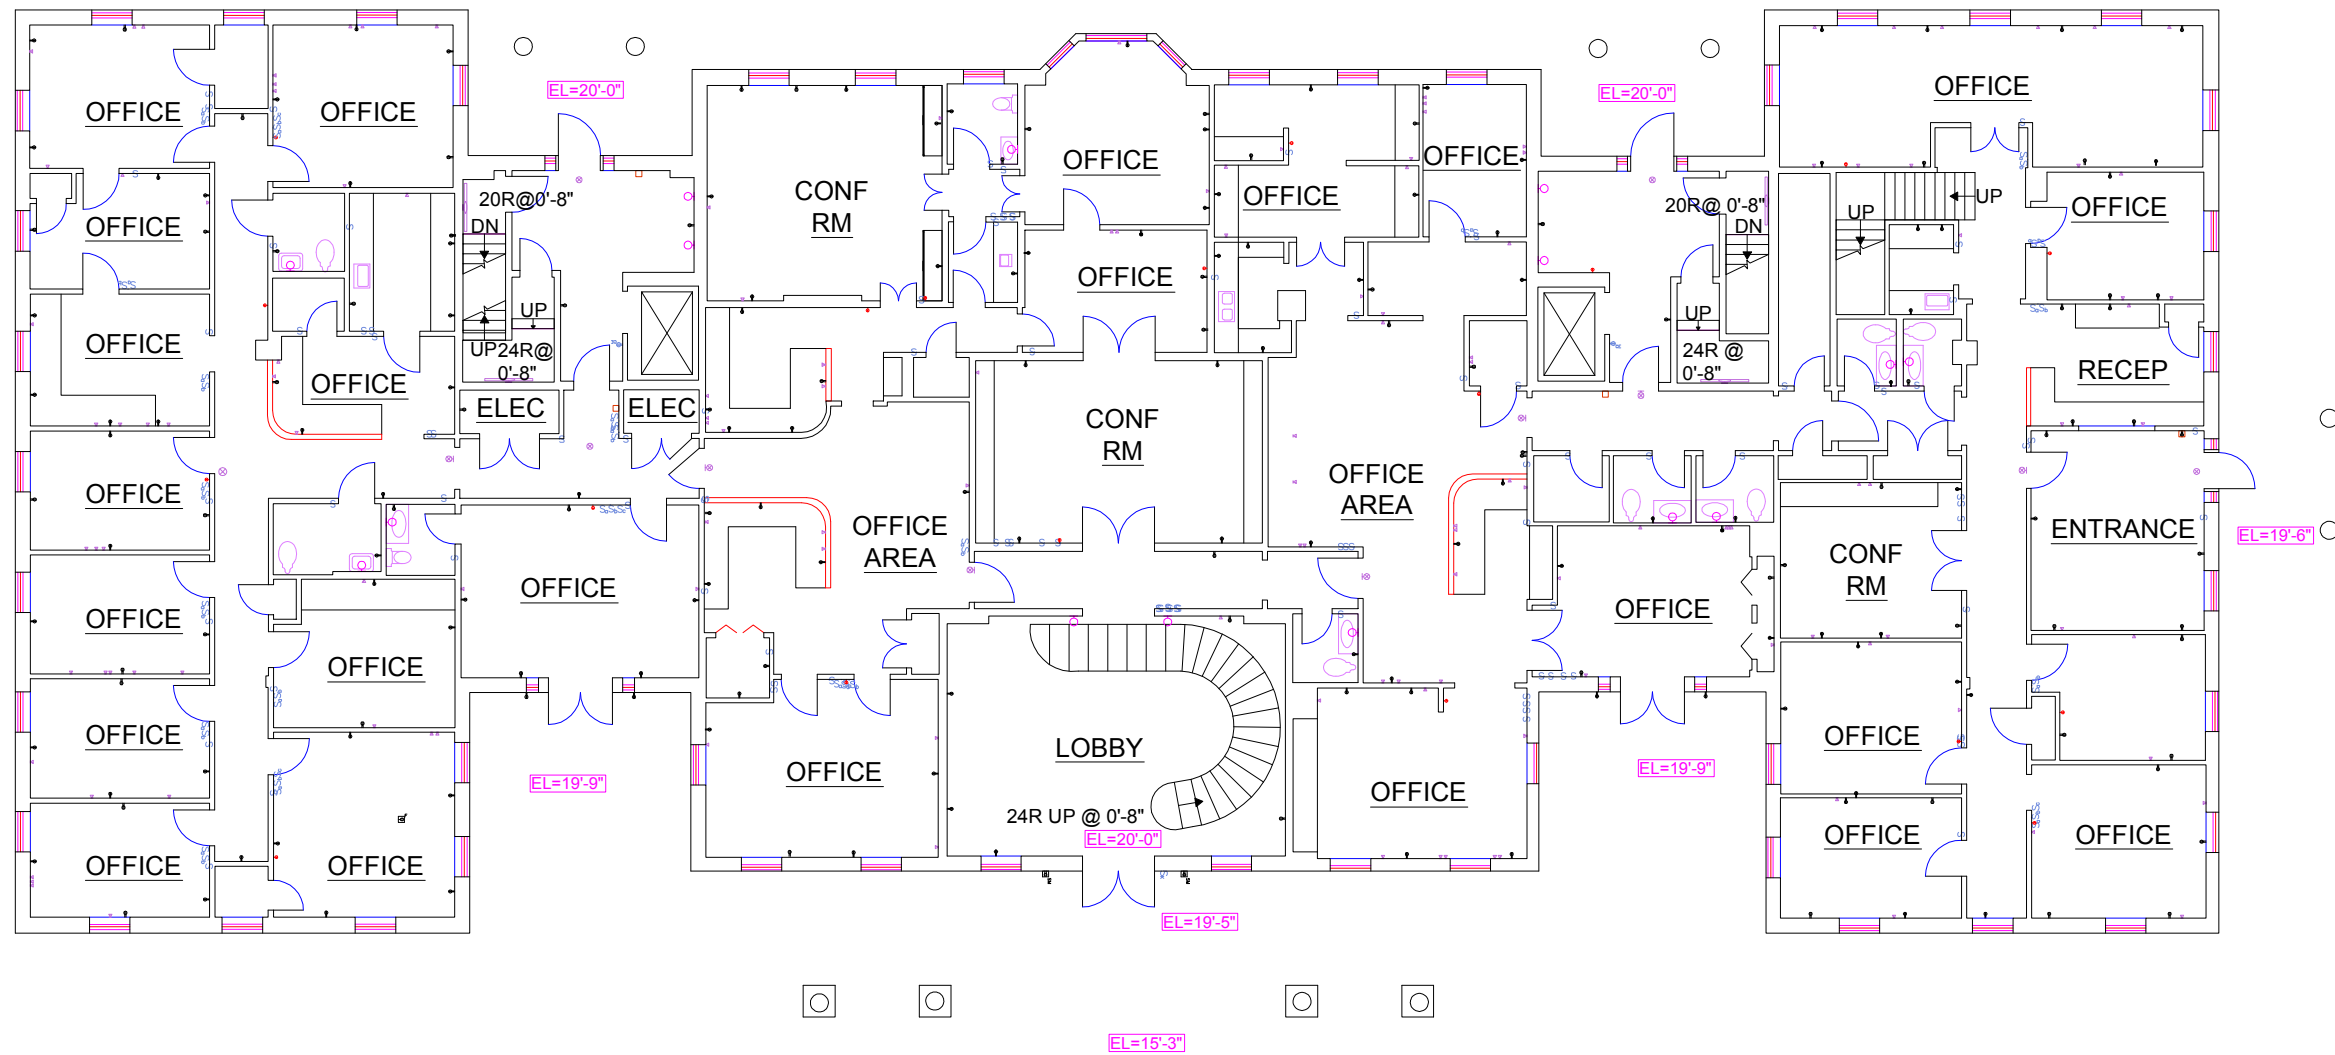 OFFICE
OFFICE
EL=20'-0"
EL=20'-0"
OFFICE
OFFICE
OFFICE
CONF
RM
OFFICE
OFFICE
OFFICE
20R@0'-8"
DN
20R@ 0'-8"
DN
UP
UP
OFFICE
OFFICE
UP
UP
UP24R@
0'-8"
24R @
0'-8"
OFFICE
OFFICE
RECEP
ELEC
ELEC
CONF
RM
OFFICE
OFFICE
AREA
OFFICE
AREA
ENTRANCE
EL=19'-6"
CONF
RM
OFFICE
OFFICE
OFFICE
OFFICE
OFFICE
OFFICE
LOBBY
OFFICE
EL=19'-9"
OFFICE
EL=19'-9"
OFFICE
24R UP @ 0'-8"
EL=20'-0"
OFFICE
OFFICE
OFFICE
OFFICE
EL=19'-5"
EL=15'-3"